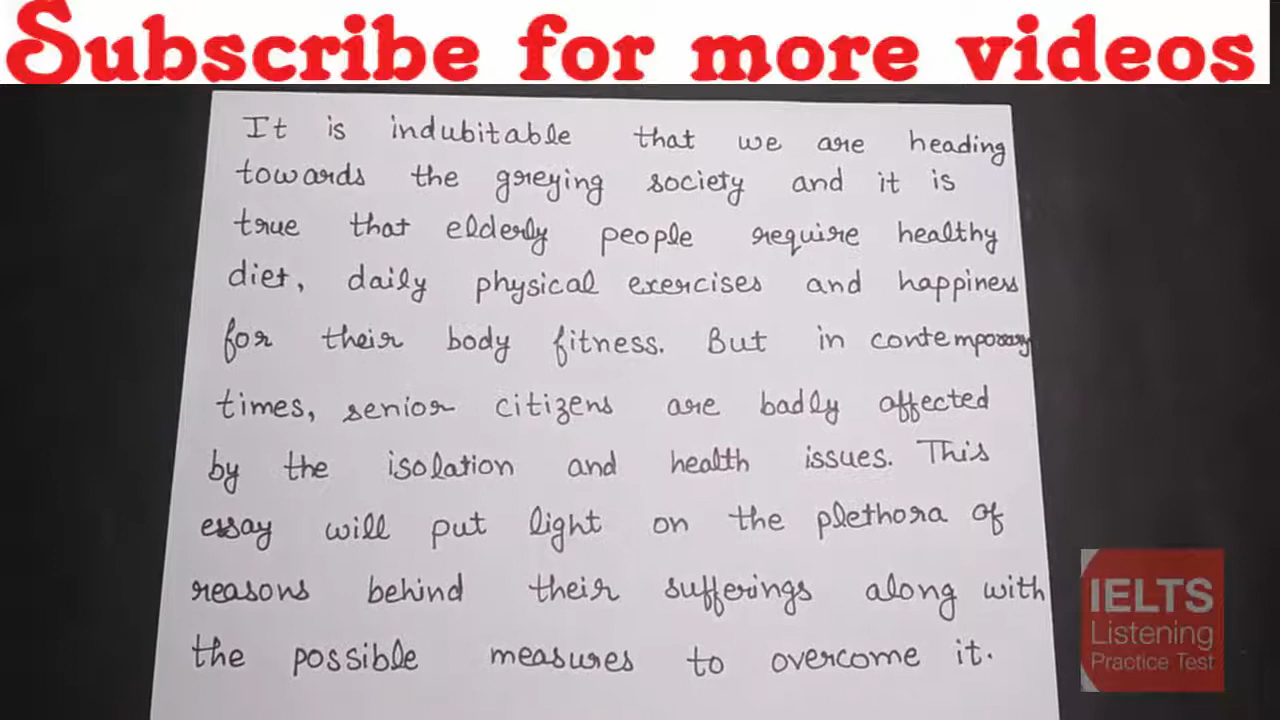 Subscribe for more videos
It is indubitable that we are heading
towards the greying society and it is
true that elderly people require healthy
diet, daily physical exercises and happiness
for their body fitness. But in contemporary
times, senior citizens are badly affected
by the isolation and health issues. This
essay will put light on the plethora of
reasons behind their sufferings along with
the possible measures to overcome it.
IELTS
Listening
Practice Test